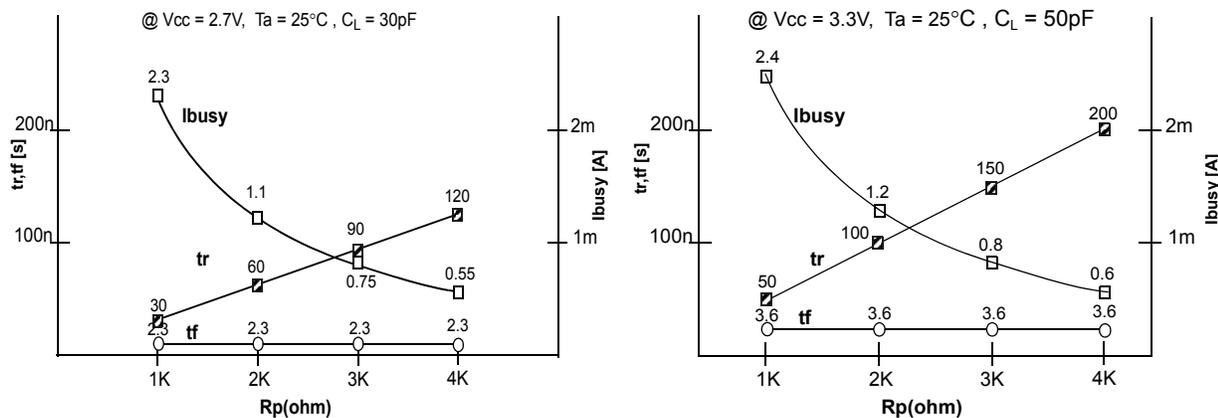 @ Vcc = 2.7V, Ta = 25°C , CL = 30pF
2.3
Ibusy
200n
2m
tr,tf [s]
Ibusy [A]
1.1
120
90
100n
1m
tr
60
0.75
0.55
30
tf
2.3
2.3
2.3
2.3
1K
2K
3K
4K
Rp(ohm)
@ Vcc = 3.3V, Ta = 25°C , CL = 50pF
2.4
Ibusy
200n
200
2m
tr,tf [s]
Ibusy [A]
150
1.2
100
100n
1m
0.8
tr
50
0.6
3.6
tf
3.6
3.6
3.6
1K
2K
3K
4K
Rp(ohm)